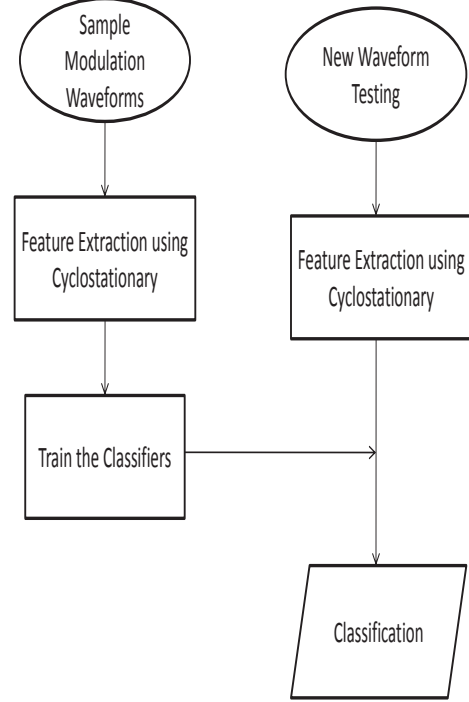 Sample
Modulation
Waveforms
New Waveform
Testing
Feature Extraction using
Cyclostationary
Feature Extraction using
Cyclostationary
Train the Classifiers
Classification